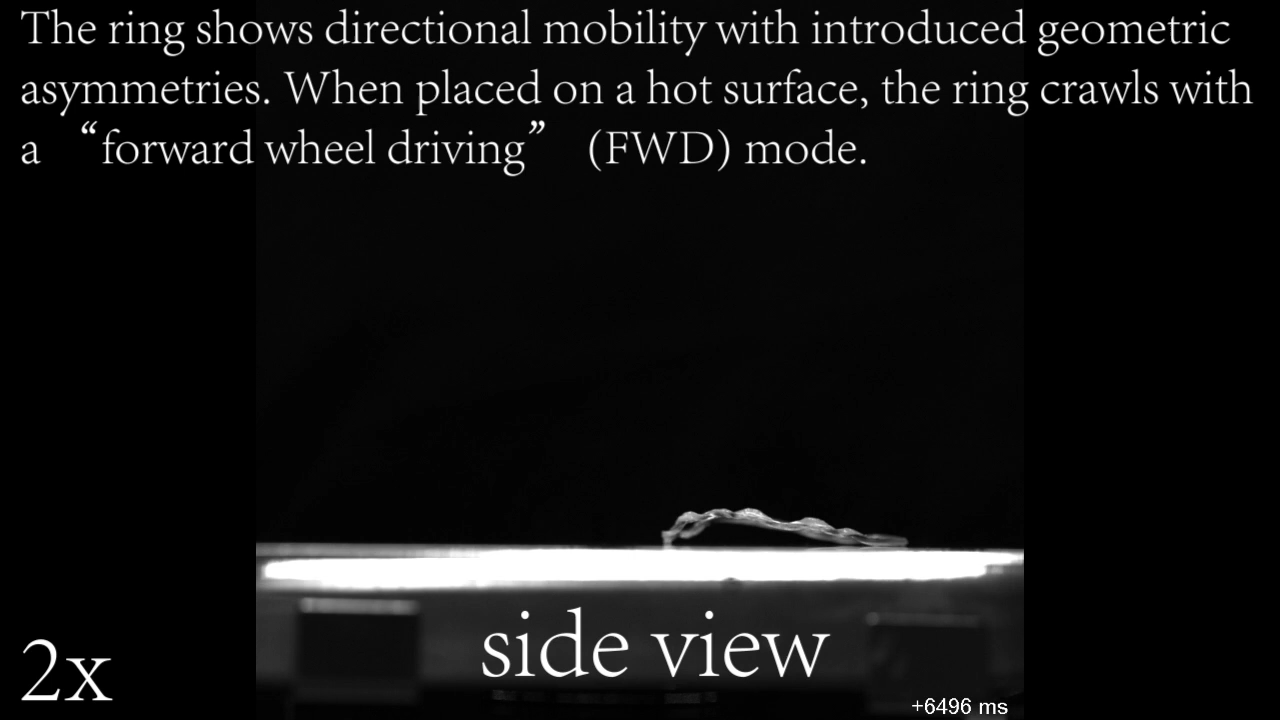 The ring shows directional mobility with introduced geometric
asymmetries. When placed on a hot surface, the ring crawls with
a “forward wheel driving” (FWD) mode.
side view
2x
+6496 ms